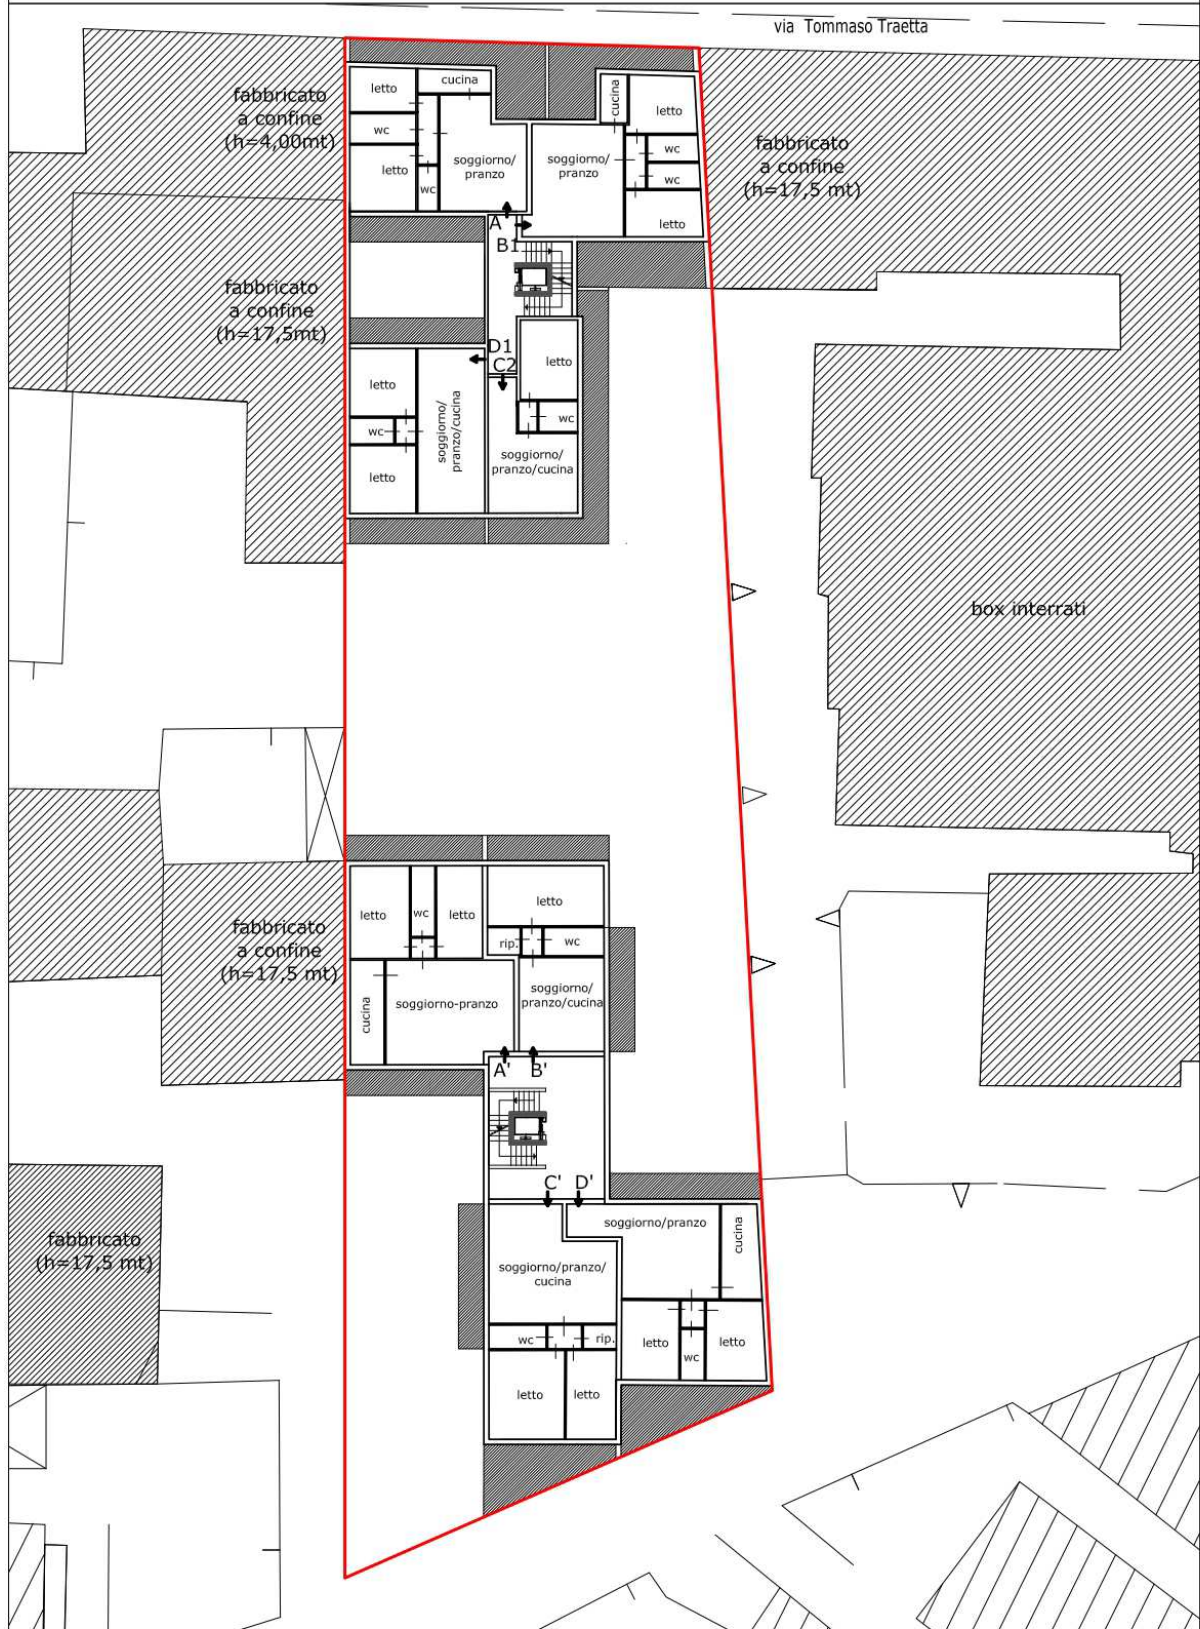 via Tommaso Traetta
fabbricato
a confine
(h=4,00mt)
letto
cucina
wc
letto
wc
soggiorno/
pranzo
cucina
letto
soggiorno/
pranzo
wc
wc
letto
fabbricato
a confine
(h=17,5 mt)
A
B1
fabbricato
a confine
(h=17,5mt)
D1
C2
letto
letto
wc
letto
soggiorno/
pranzo/cucina
wc
soggiorno/
pranzo/cucina
box interrati
letto
wc
letto
letto
rip.
wc
fabbricato
a confine
(h=17,5 mt)
cucina
soggiorno-pranzo
soggiorno/
pranzo/cucina
A'
B'
C'
D'
fabbricato
(h=17,5 mt)
soggiorno/pranzo
cucina
soggiorno/pranzo/
cucina
wc
rip.
letto
wc
letto
letto
letto